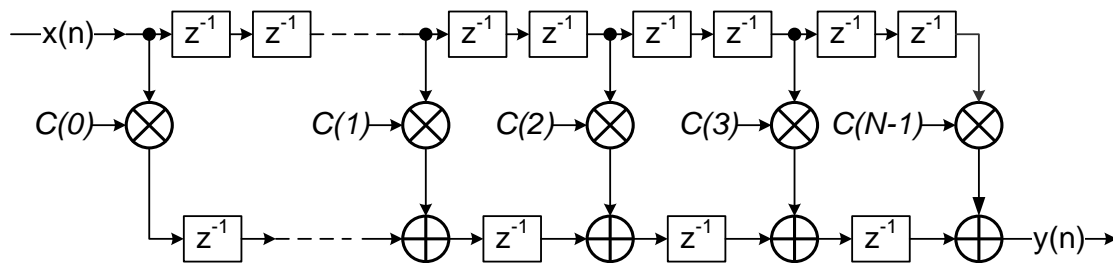 x(n) z⁻¹ z⁻¹ z⁻¹ z⁻¹ z⁻¹ z⁻¹ z⁻¹ z⁻¹
C(0) C(1) C(2) C(3) C(N-1)
z⁻¹ z⁻¹ z⁻¹ z⁻¹ y(n)